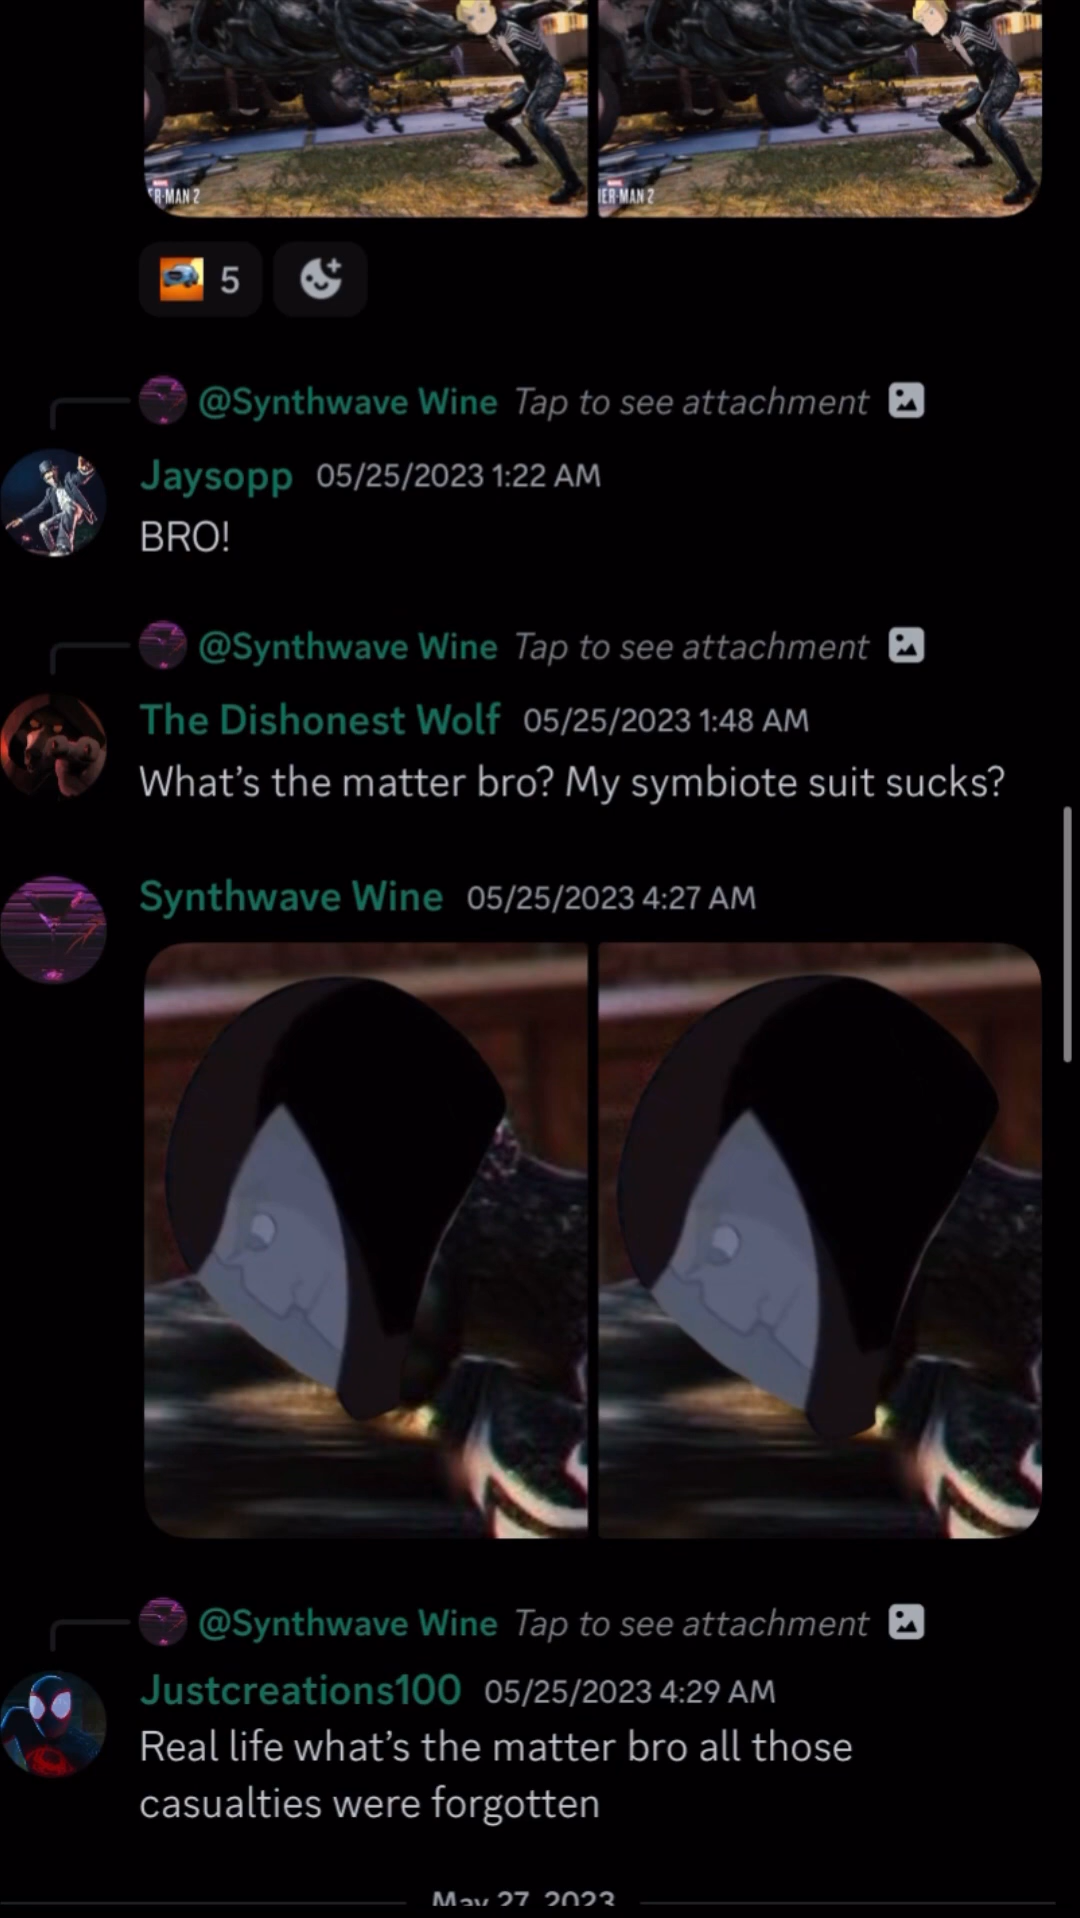 R-MAN 2
ER-MAN 2
5
@Synthwave Wine Tap to see attachment
Jaysopp 05/25/2023 1:22 AM
BRO!
@Synthwave Wine Tap to see attachment
The Dishonest Wolf 05/25/2023 1:48 AM
What's the matter bro? My symbiote suit sucks?
Synthwave Wine 05/25/2023 4:27 AM
@Synthwave Wine Tap to see attachment
Justcreations100 05/25/2023 4:29 AM
Real life what's the matter bro all those
casualties were forgotten
May 27, 2023